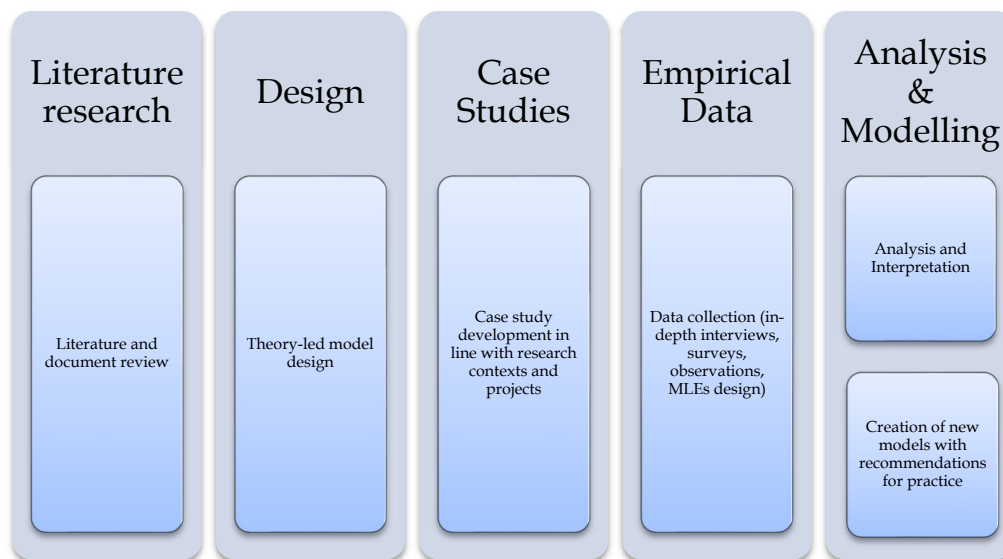 Literature
research
Literature and
document review
Design
Theory-led model
design
Case
Studies
Case study
development in
line with research
contexts and
projects
Empirical
Data
Data collection (in-
depth interviews,
surveys,
observations,
MLEs design)
Analysis
&
Modelling
Analysis and
Interpretation
Creation of new
models with
recommendations
for practice